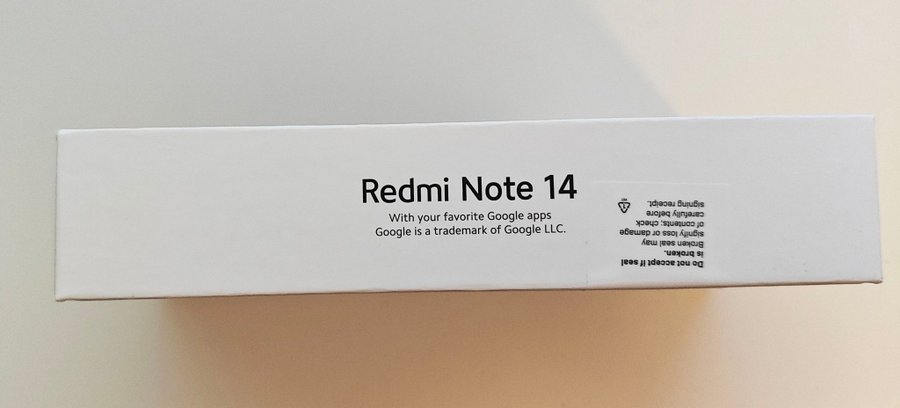 Redmi Note 14
With your favorite Google apps
Google is a trademark of Google LLC.
Do not accept if seal
is broken.
Broken seal may
signify loss or damage
of contents; check
carefully before
signing receipt.